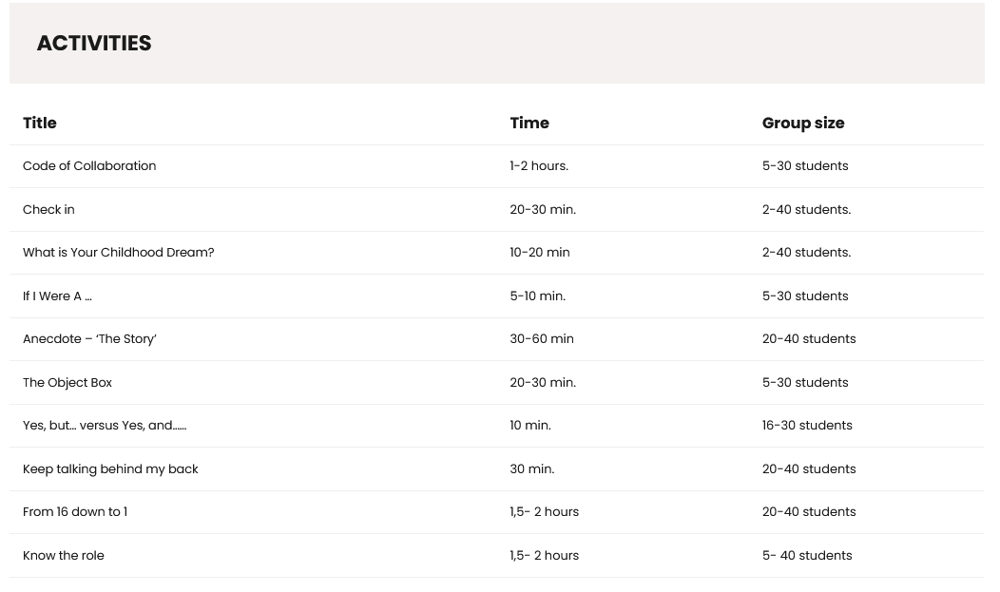 ACTIVITIES
Title Time Group size
Code of Collaboration 1-2 hours. 5-30 students
Check in 20-30 min. 2-40 students.
What is Your Childhood Dream? 10-20 min 2-40 students.
If I Were A … 5-10 min. 5-30 students
Anecdote – ‘The Story’ 30-60 min 20-40 students
The Object Box 20-30 min. 5-30 students
Yes, but… versus Yes, and…… 10 min. 16-30 students
Keep talking behind my back 30 min. 20-40 students
From 16 down to 1 1,5- 2 hours 20-40 students
Know the role 1,5- 2 hours 5- 40 students